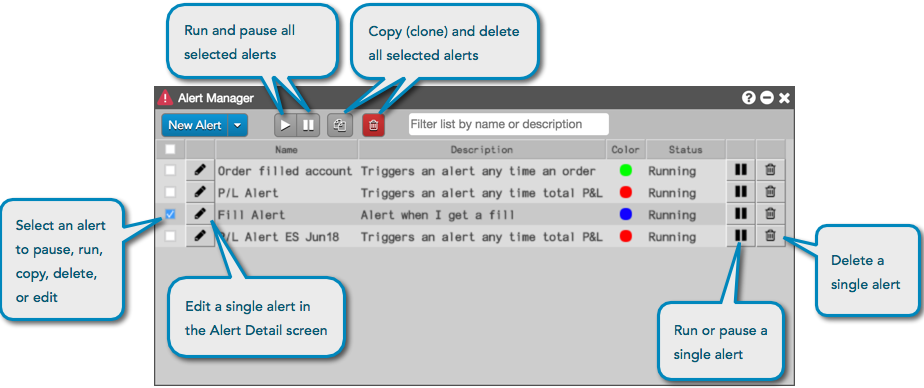 Run and pause all
selected alerts
Copy (clone) and delete
all selected alerts
Alert Manager
New Alert
Filter list by name or description
Name Description Color Status
Order filled account Triggers an alert any time an order Running
P/L Alert Triggers an alert any time total P&L Running
Fill Alert Alert when I get a fill Running
P/L Alert ES Jun18 Triggers an alert any time total P&L Running
Select an alert
to pause, run,
copy, delete,
or edit
Edit a single alert in
the Alert Detail screen
Run or pause a
single alert
Delete a
single alert